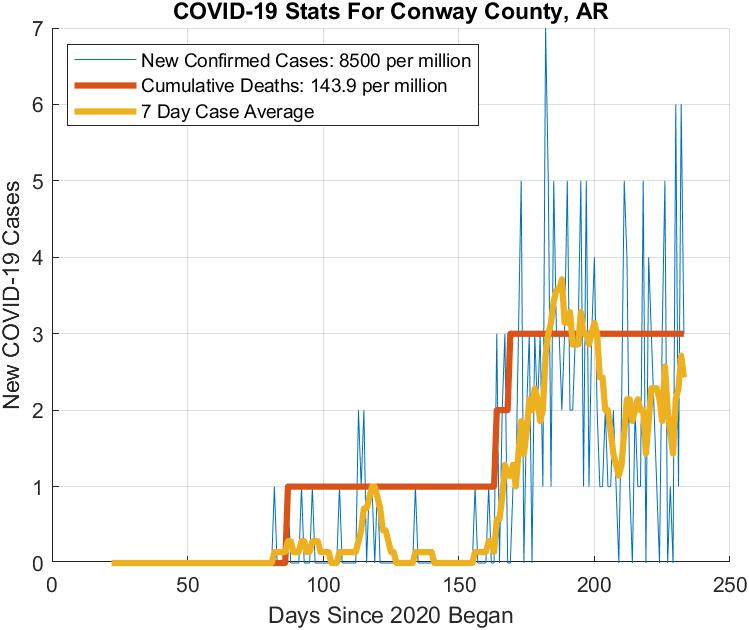 COVID-19 Stats For Conway County, AR
New Confirmed Cases: 8500 per million
Cumulative Deaths: 143.9 per million
7 Day Case Average
New COVID-19 Cases
7
6
5
4
3
2
1
0
0 50 100 150 200 250
Days Since 2020 Began